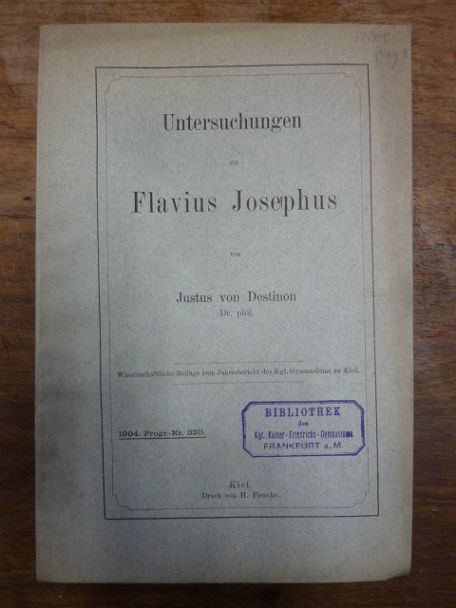 Untersuchungen
zu
Flavius Josephus
von
Justus von Destinon
Dr. phil.
Wissenschaftliche Beilage zum Jahresbericht des Kgl. Gymnasiums zu Kiel.
1904. Progr.-Nr. 330.
BIBLIOTHEK
des
Kgl. Kaiser-Friedrichs-Gymnasiums
FRANKFURT a. M
Kiel.
Druck von H. Fiencke.